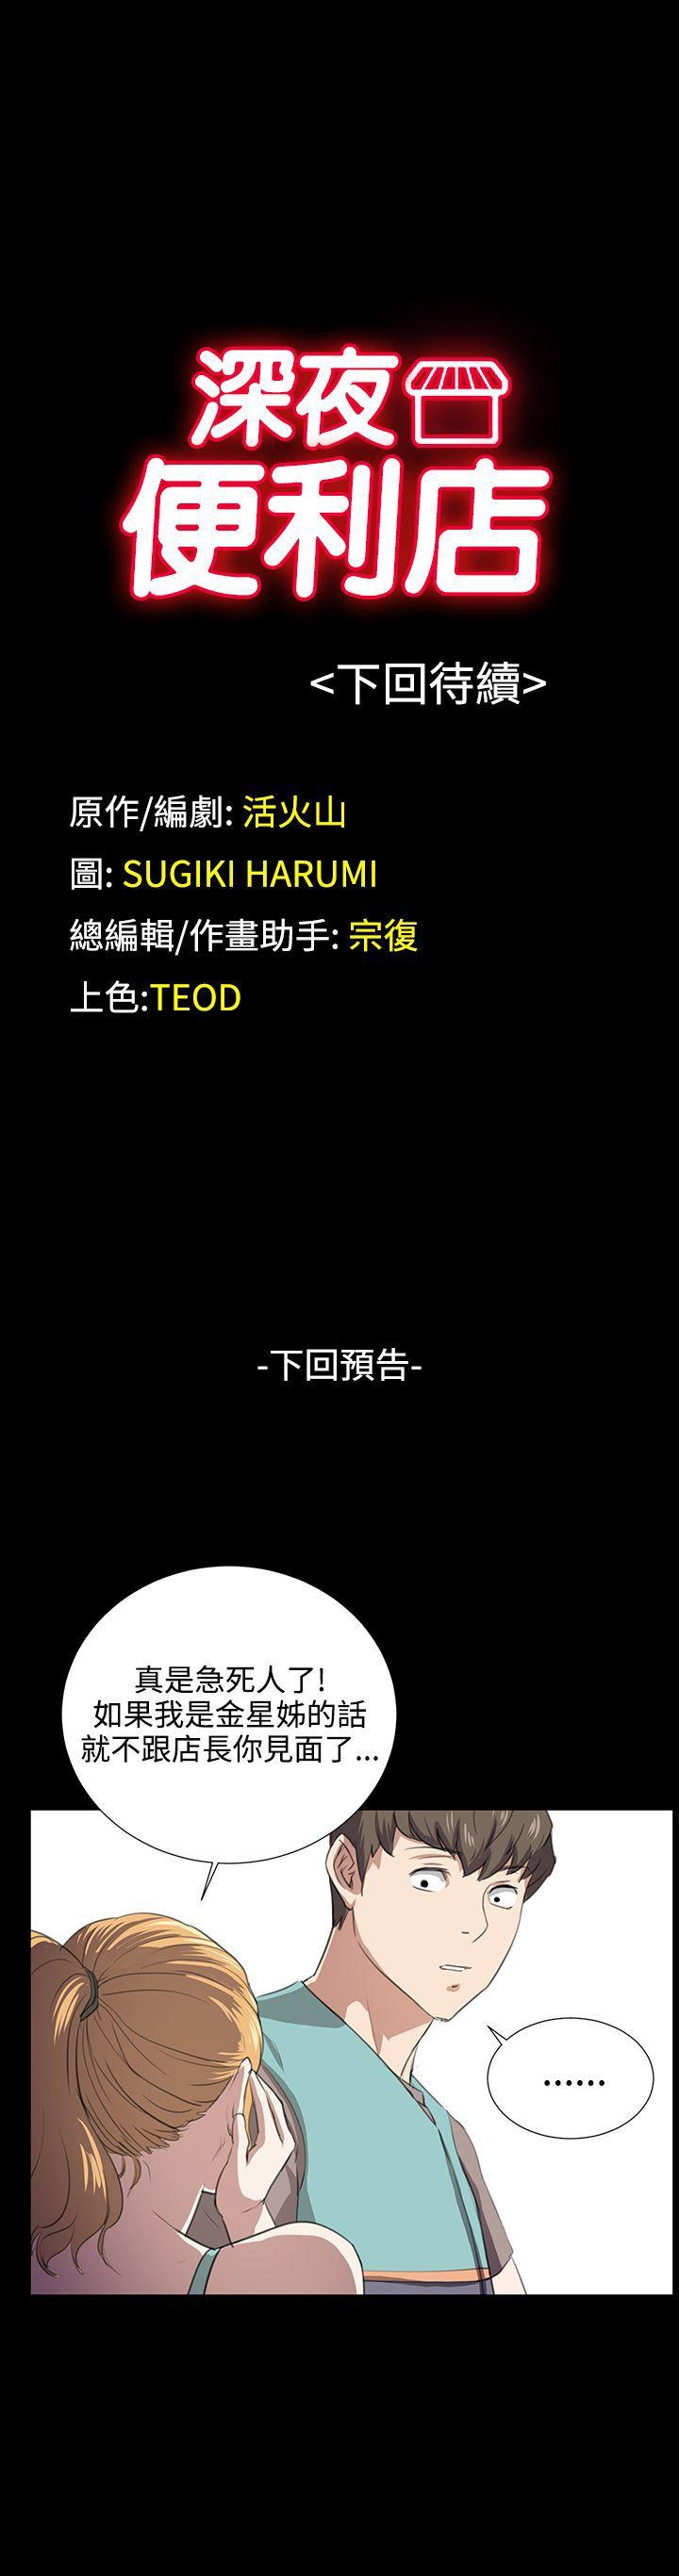 深夜
便利店
<下回待續>
原作/編劇: 活火山
圖: SUGIKI HARUMI
總編輯/作畫助手: 宗復
上色:TEOD
-下回預告-
真是急死人了!
如果我是金星姊的話
就不跟店長你見面了...
......